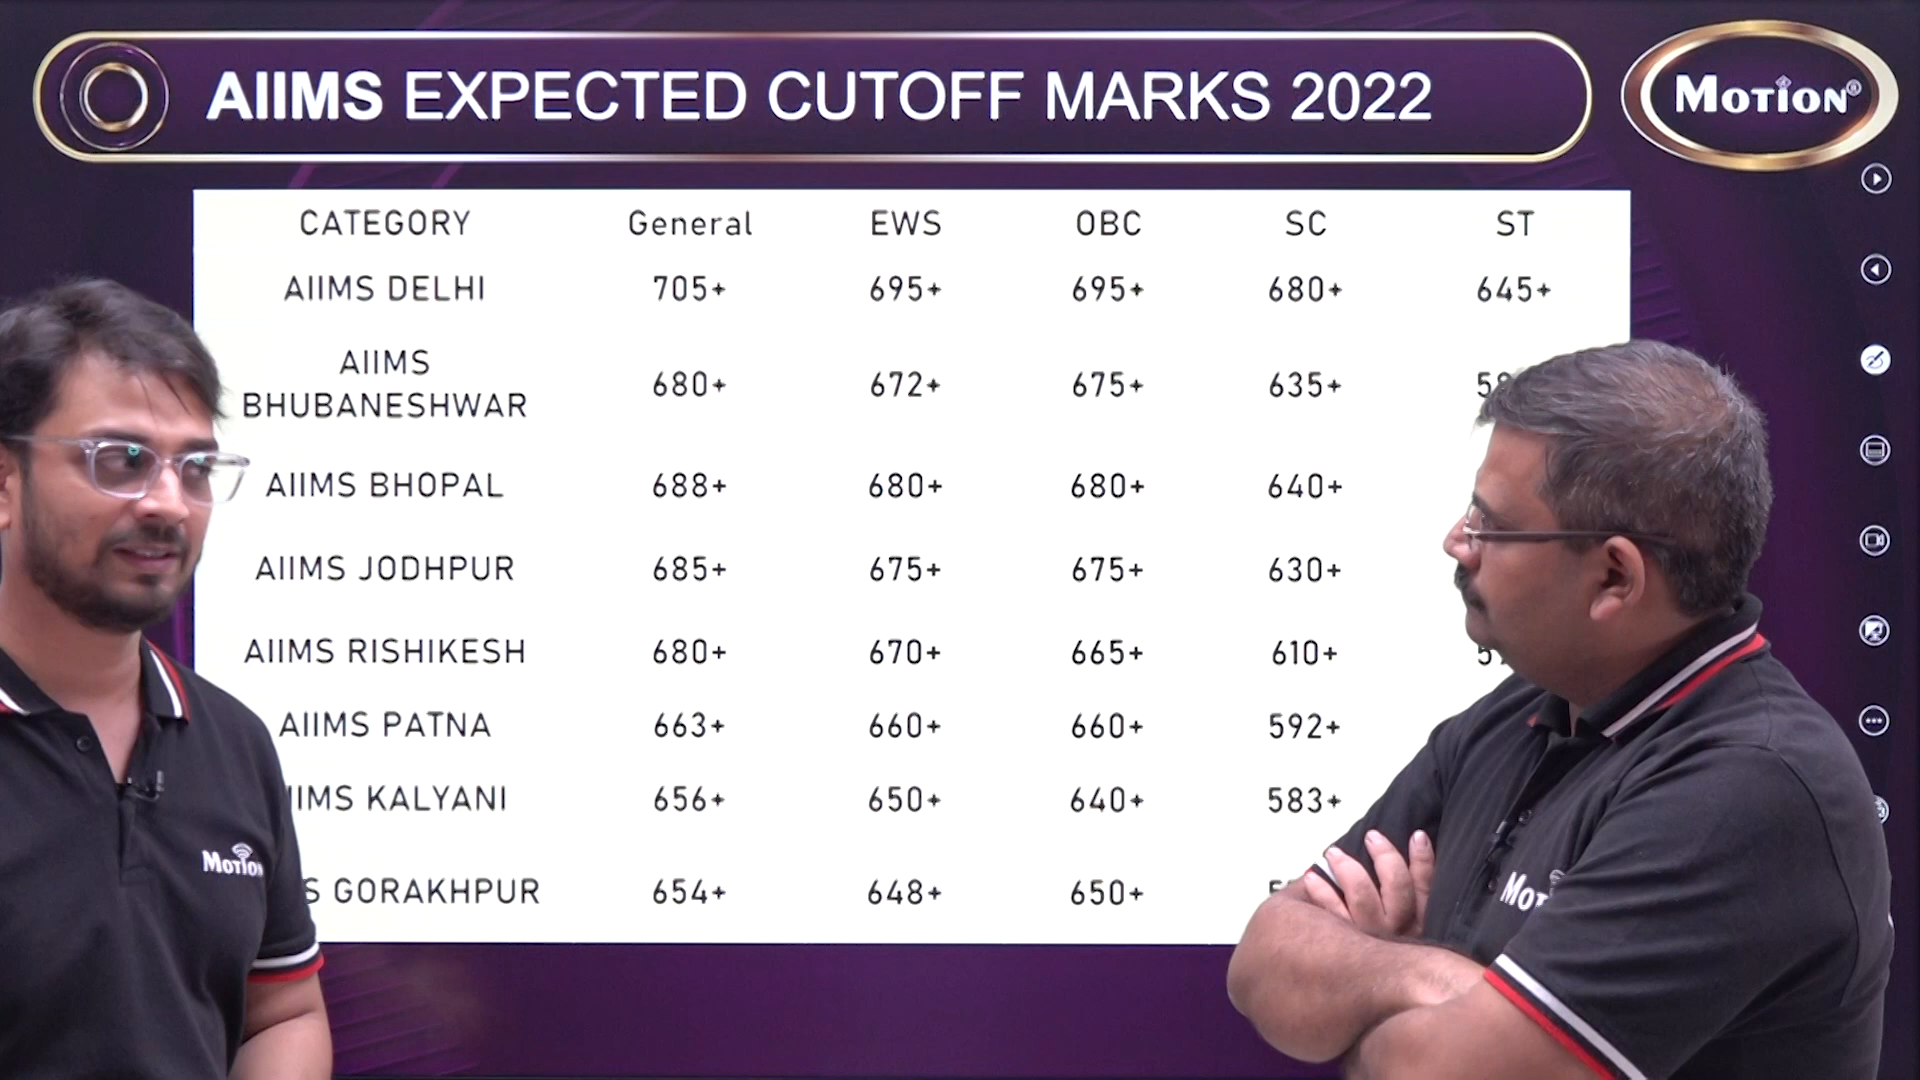 AIIMS EXPECTED CUTOFF MARKS 2022
MOTION®
CATEGORY General EWS OBC SC ST
AIIMS DELHI 705+ 695+ 695+ 680+ 645+
AIIMS
BHUBANESHWAR 680+ 672+ 675+ 635+
AIIMS BHOPAL 688+ 680+ 680+ 640+
AIIMS JODHPUR 685+ 675+ 675+ 630+
AIIMS RISHIKESH 680+ 670+ 665+ 610+
AIIMS PATNA 663+ 660+ 660+ 592+
KALYANI 656+ 650+ 640+ 583+
GORAKHPUR 654+ 648+ 650+
MOTION